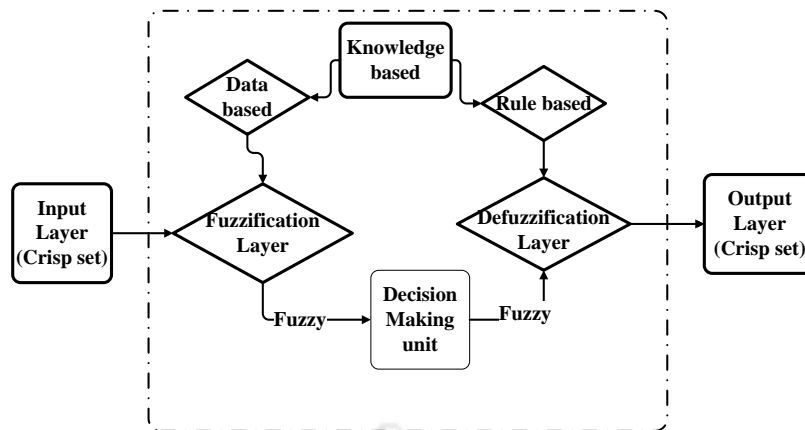 Knowledge
based
Data
based
Rule based
Input
Layer
(Crisp set)
Fuzzification
Layer
Defuzzification
Layer
Output
Layer
(Crisp set)
Fuzzy
Decision
Making
unit
Fuzzy